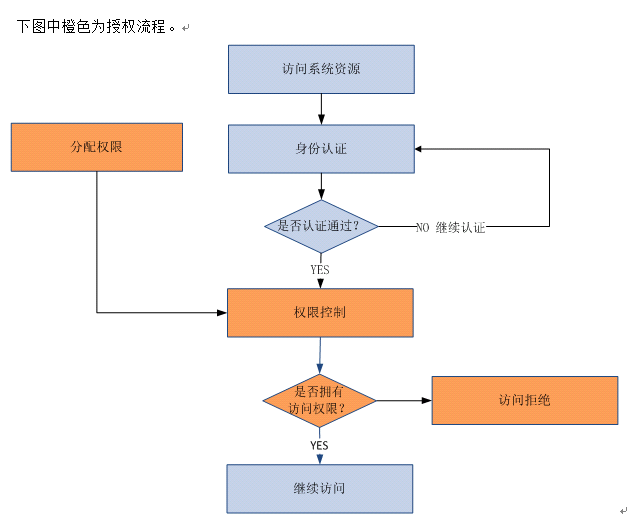 下图中橙色为授权流程。
访问系统资源
分配权限
身份认证
是否认证通过？
NO 继续认证
YES
权限控制
是否拥有
访问权限？
访问拒绝
YES
继续访问